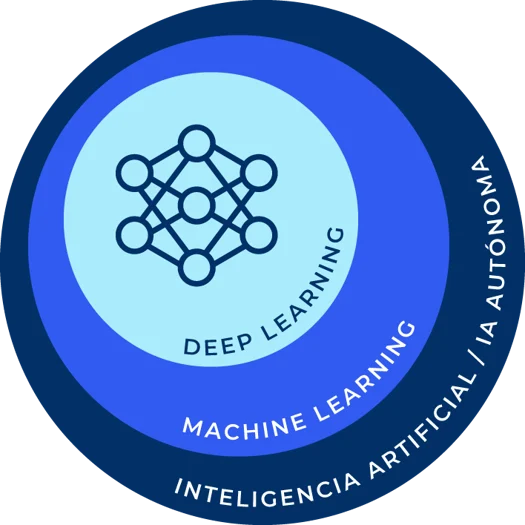 DEEP LEARNING
MACHINE LEARNING
INTELIGENCIA ARTIFICIAL / IA AUTÓNOMA